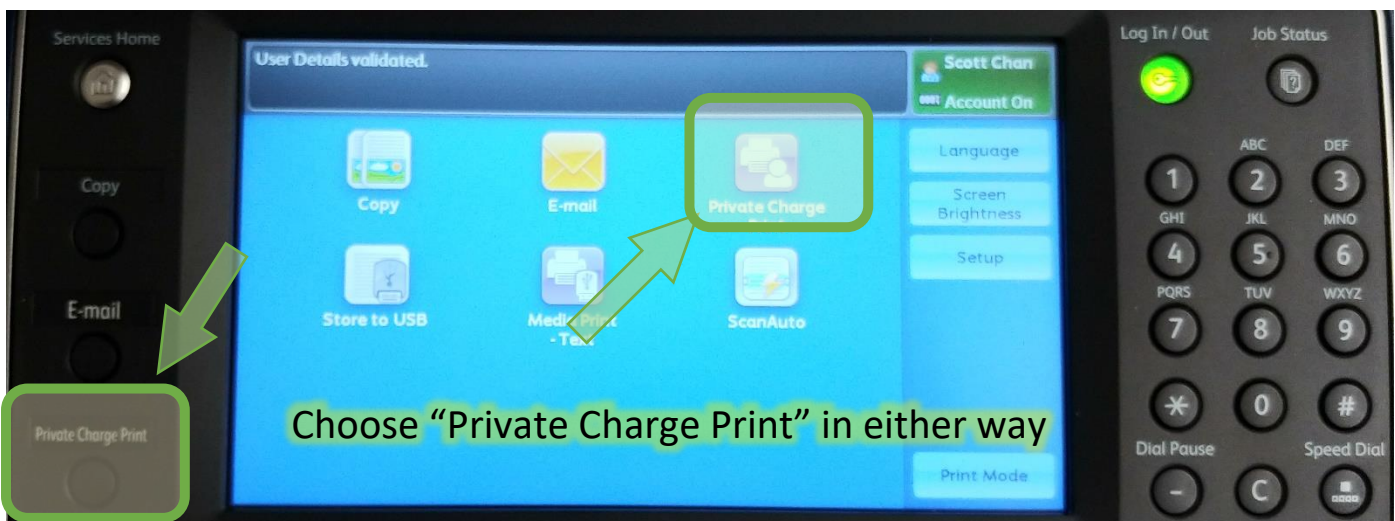 Services Home
Log In / Out
Job Status
User Details validated.
Scott Chan
Account On
Copy
E-mail
Private Charge
Store to USB
Media Print
- Text
ScanAuto
Language
Screen
Brightness
Setup
Print Mode
Copy
E-mail
Private Charge Print
Choose “Private Charge Print” in either way
ABC
DEF
1
2
3
GHI
JKL
MNO
4
5
6
PQRS
TUV
WXYZ
7
8
9
*
0
#
Dial Pause
Speed Dial
-
C